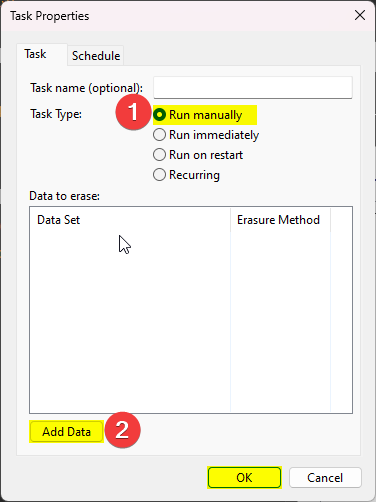 Task Properties
Task Schedule
Task name (optional):
Task Type: 1 Run manually
Run immediately
Run on restart
Recurring
Data to erase:
Data Set Erasure Method
Add Data 2
OK Cancel